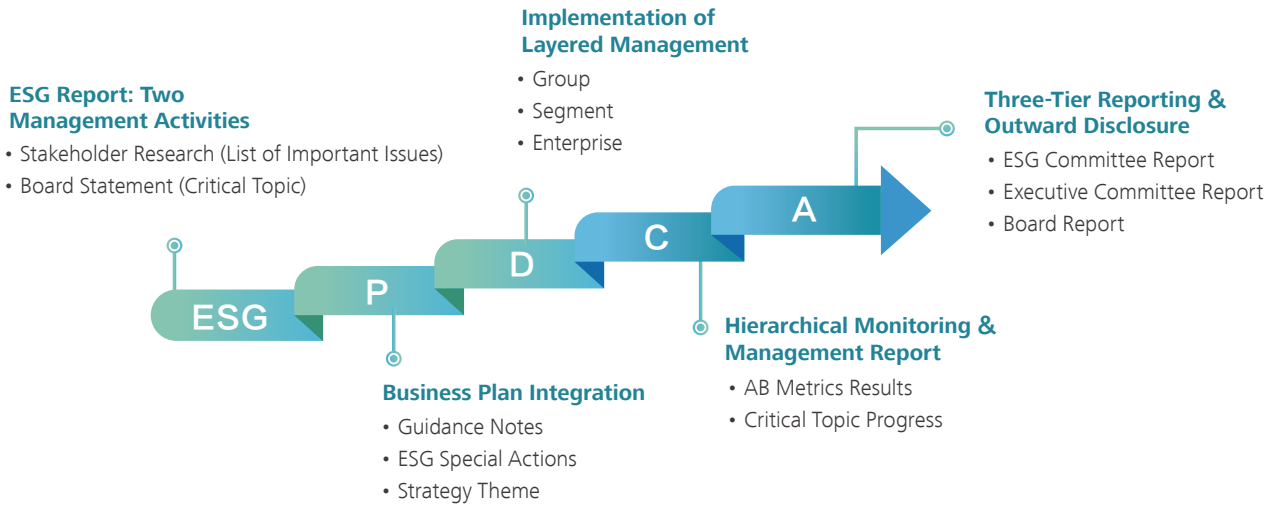 ESG Report: Two
Management Activities
• Stakeholder Research (List of Important Issues)
• Board Statement (Critical Topic)
Implementation of
Layered Management
• Group
• Segment
• Enterprise
Three-Tier Reporting &
Outward Disclosure
• ESG Committee Report
• Executive Committee Report
• Board Report
ESG
P
D
C
A
Business Plan Integration
• Guidance Notes
• ESG Special Actions
• Strategy Theme
Hierarchical Monitoring &
Management Report
• AB Metrics Results
• Critical Topic Progress